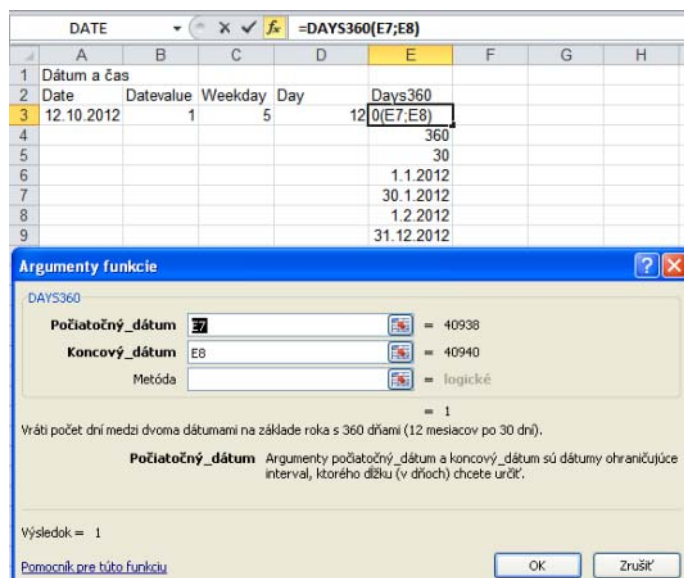 DATE =DAYS360(E7;E8)
A B C D E F G H
1 Dátum a čas
2 Date Datevalue Weekday Day Days360
3 12.10.2012 1 5 12 0(E7;E8)
4 360
5 30
6 1.1.2012
7 30.1.2012
8 1.2.2012
9 31.12.2012
Argumenty funkcie
DAYS360
Počiatočný_dátum E7 = 40938
Koncový_dátum E8 = 40940
Metóda = logické
= 1
Vráti počet dní medzi dvoma dátumami na základe roka s 360 dňami (12 mesiacov po 30 dní).
Počiatočný_dátum Argumenty počiatočný_dátum a koncový_dátum sú dátumy ohraničujúce
interval, ktorého dĺžku (v dňoch) chcete určiť.
Výsledok = 1
Pomocník pre túto funkciu OK Zrušiť